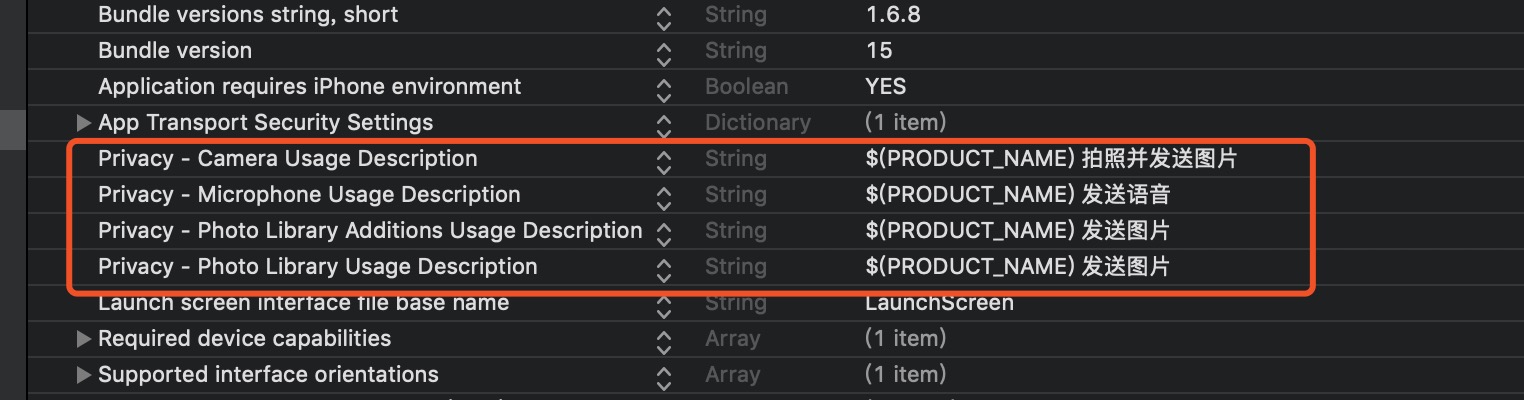 Bundle versions string, short String 1.6.8
Bundle version String 15
Application requires iPhone environment Boolean YES
App Transport Security Settings Dictionary (1 item)
Privacy - Camera Usage Description String $(PRODUCT_NAME) 拍照并发送图片
Privacy - Microphone Usage Description String $(PRODUCT_NAME) 发送语音
Privacy - Photo Library Additions Usage Description String $(PRODUCT_NAME) 发送图片
Privacy - Photo Library Usage Description String $(PRODUCT_NAME) 发送图片
Launch screen interface file base name String LaunchScreen
Required device capabilities Array (1 item)
Supported interface orientations Array (1 item)